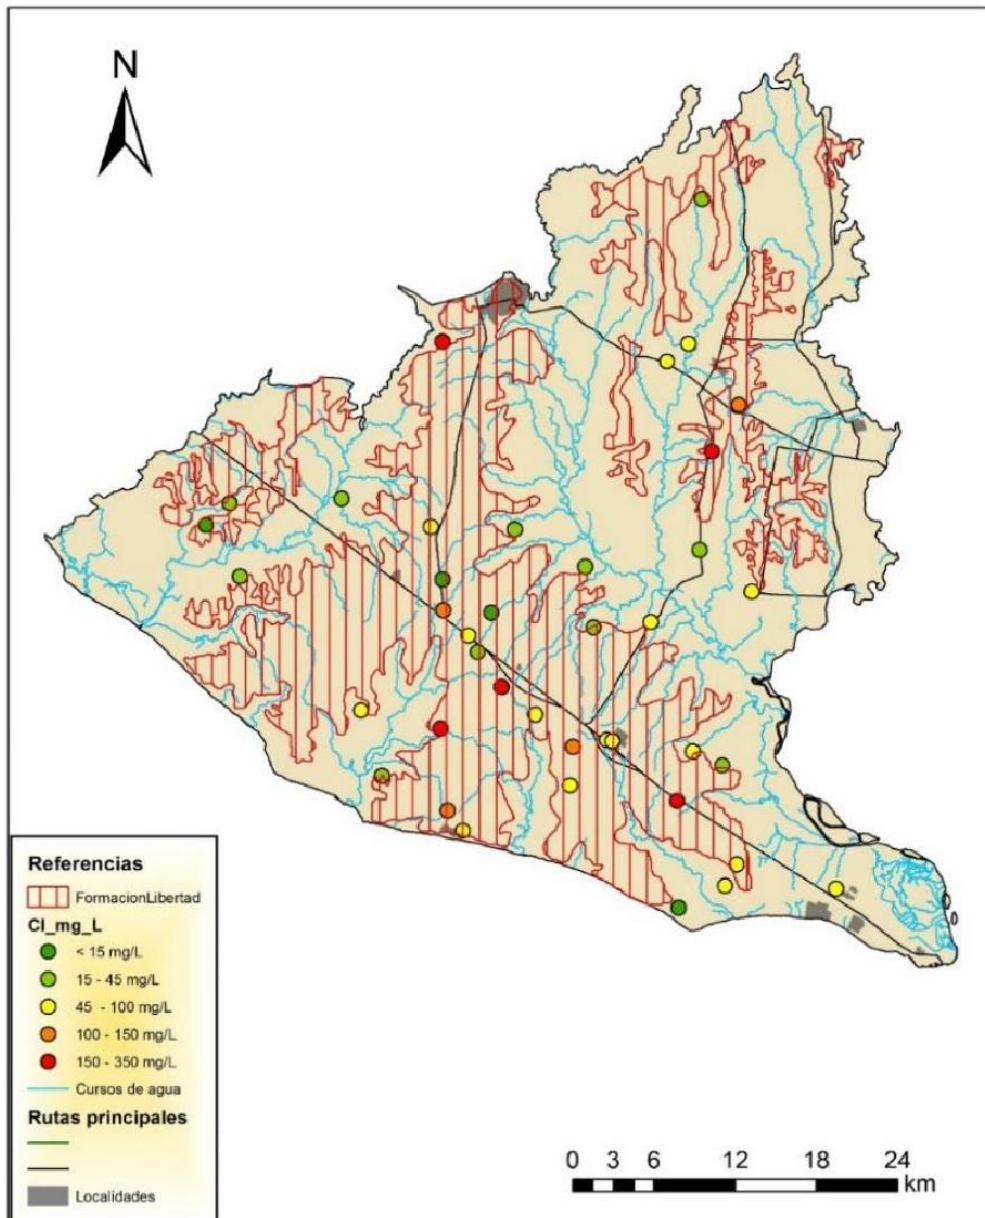 N
Referencias
FormacionLibertad
Cl_mg_L
< 15 mg/L
15 - 45 mg/L
45 - 100 mg/L
100 - 150 mg/L
150 - 350 mg/L
Cursos de agua
Rutas principales
Localidades
0 3 6 12 18 24
km